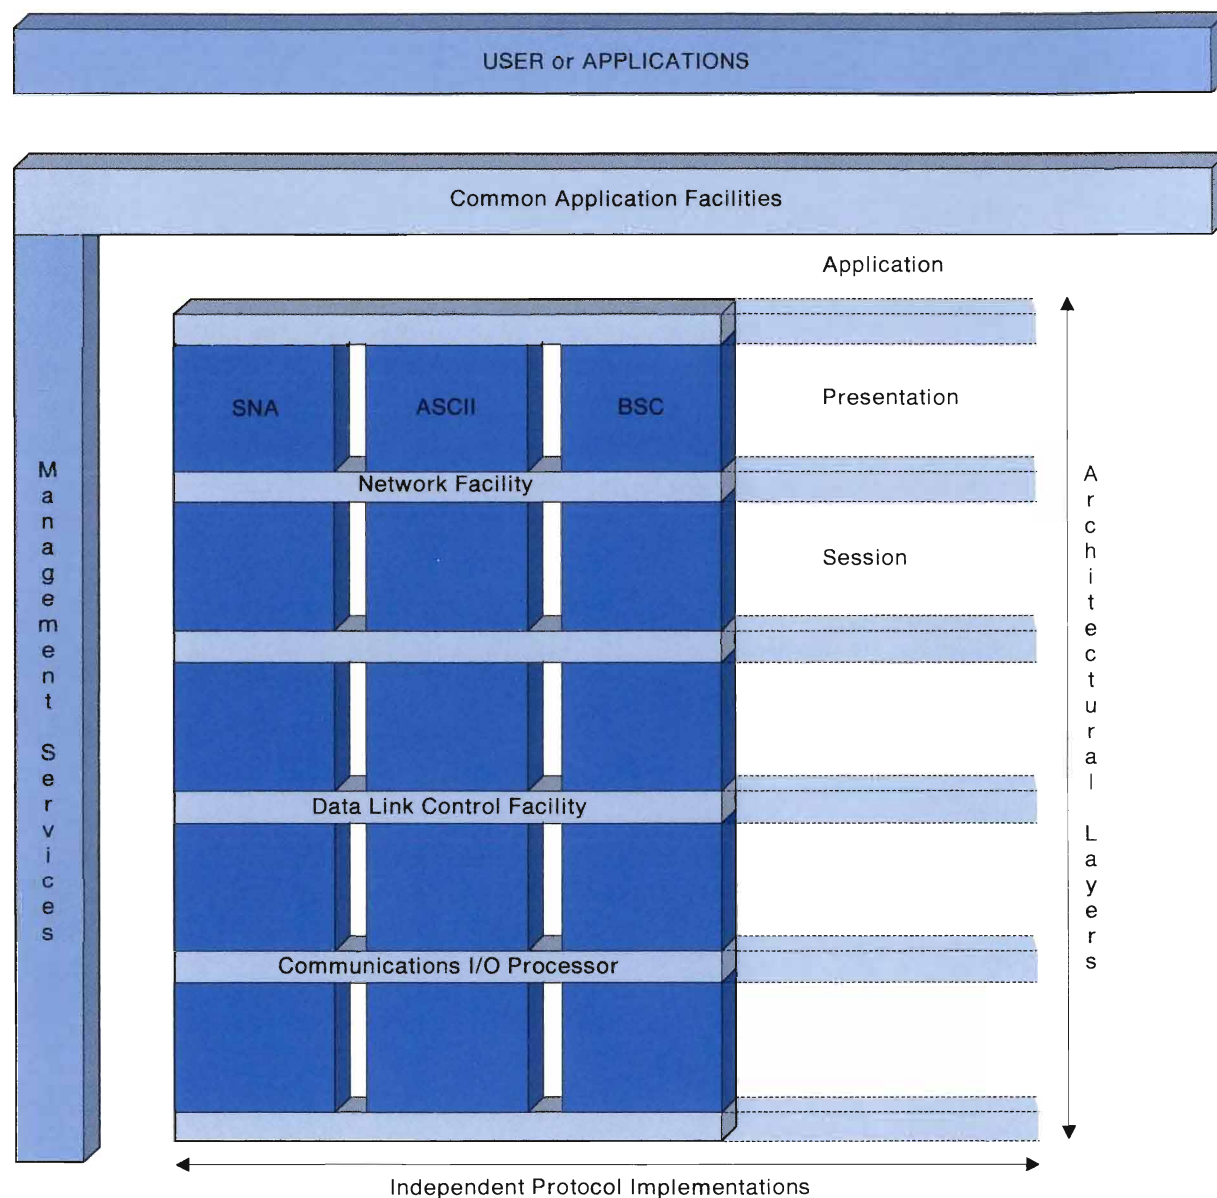 USER or APPLICATIONS
Common Application Facilities
Application
SNA
ASCII
BSC
Presentation
Network Facility
Session
Data Link Control Facility
Communications I/O Processor
Management Services
Architectural Layers
Independent Protocol Implementations